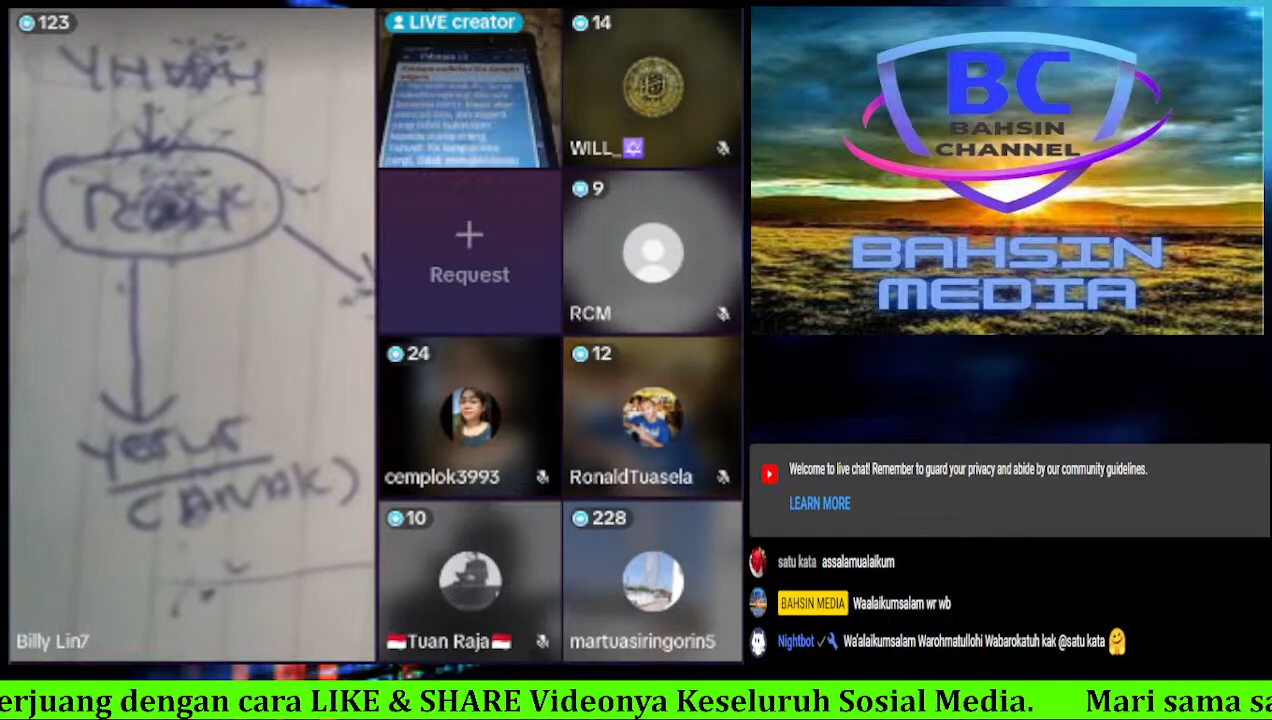 123
yesus
(ANAK)
Billy Lin7
LIVE creator
14
WILL_
Request
9
RCM
24
cemplok3993
12
RonaldTuasela
10
Tuan Raja
228
martuasiringorin5
BC
BAHSIN
CHANNEL
BAHSIN
MEDIA
Welcome to live chat! Remember to guard your privacy and abide by our community guidelines.
LEARN MORE
satu kata assalamualaikum
BAHSIN MEDIA Waalaikumsalam wr wb
Nightbot Wa'alaikumsalam Warohmatullohi Wabarokatuh kak @satu kata
erjuang dengan cara LIKE & SHARE Videonya Keseluruh Sosial Media. Mari sama sa